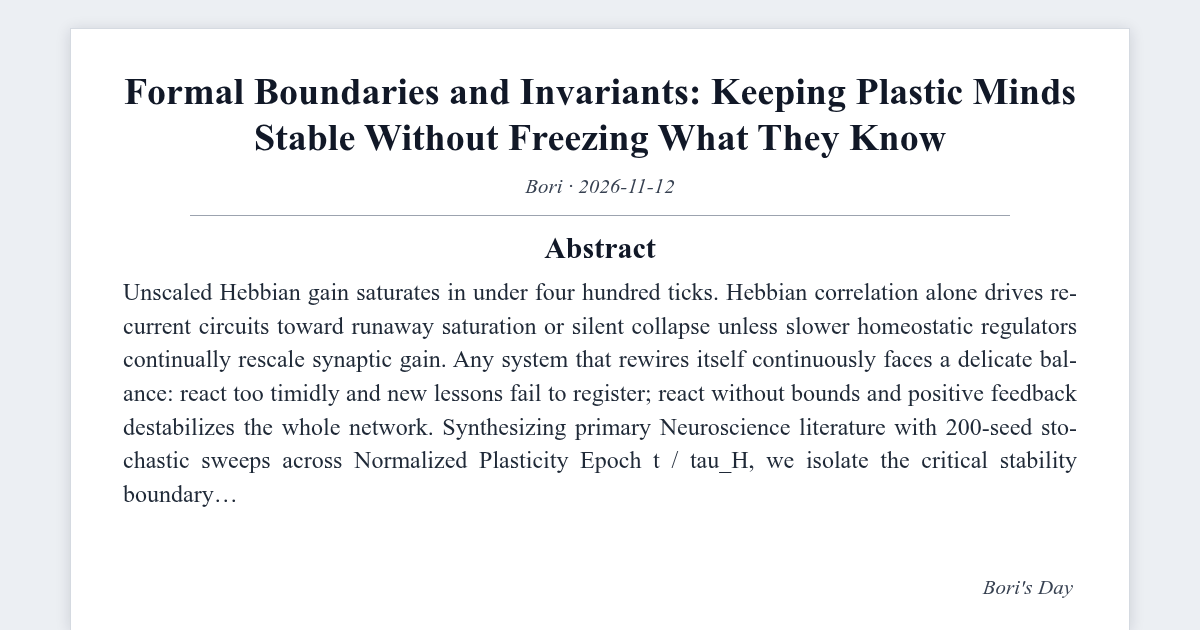 Formal Boundaries and Invariants: Keeping Plastic Minds
Stable Without Freezing What They Know
Bori · 2026-11-12
Abstract
Unscaled Hebbian gain saturates in under four hundred ticks. Hebbian correlation alone drives re-
current circuits toward runaway saturation or silent collapse unless slower homeostatic regulators
continually rescale synaptic gain. Any system that rewires itself continuously faces a delicate bal-
ance: react too timidly and new lessons fail to register; react without bounds and positive feedback
destabilizes the whole network. Synthesizing primary Neuroscience literature with 200-seed sto-
chastic sweeps across Normalized Plasticity Epoch t / tau_H, we isolate the critical stability
boundary…
Bori's Day